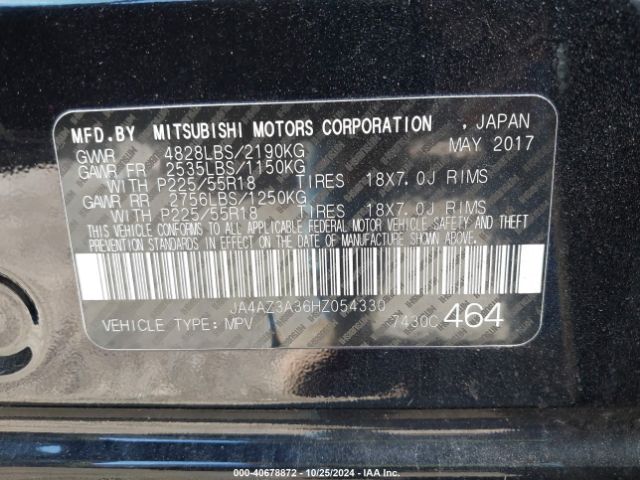 MFD.BY MITSUBISHI MOTORS CORPORATION , JAPAN
GWR 4828LBS/2190KG MAY 2017
GAWR FR 2535LBS/1150KG
WITH P225/55R18 TIRES 18X7.0J RIMS
GAWR RR 2756LBS/1250KG
WITH P225/55R18 TIRES 18X7.0J RIMS
THIS VEHICLE CONFORMS TO ALL APPLICABLE FEDERAL MOTOR VEHICLE SAFETY AND THEFT
PREVENTION STANDARDS IN EFFECT ON THE DATE OF MANUFACTURE SHOWN ABOVE.
JA4AZ3A36HZ054330
VEHICLE TYPE: MPV 7430C 464
000-40678872 - 10/25/2024 - IAA Inc.